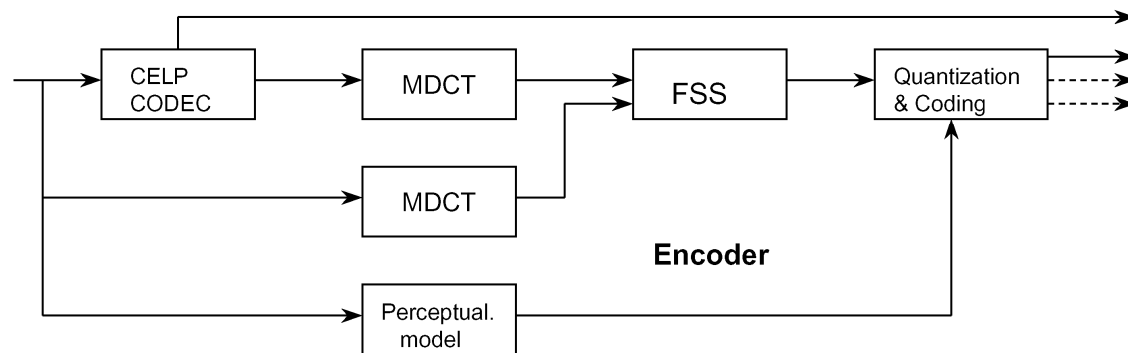 CELP
CODEC
MDCT
FSS
Quantization
& Coding
MDCT
Encoder
Perceptual.
model